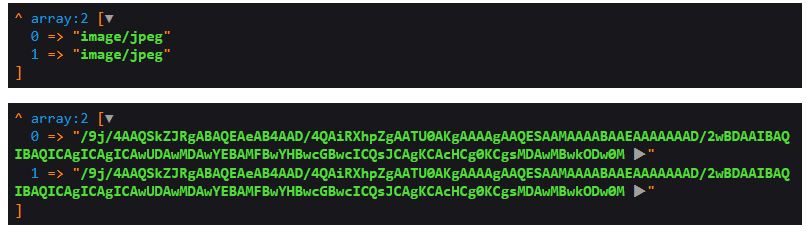 ^ array:2 [▼
  0 => "image/jpeg"
  1 => "image/jpeg"
]
^ array:2 [▼
  0 => "/9j/4AAQSkZJRgABAQEAeAB4AAD/4QAiRXhpZgAATU0AKgAAAAgAAQESAAMAAAABAAEAAAAAAAD/2wBDAAIBAQ
IBAQICAgICAgICAwUDAwMDAwYEBAMFBwYHBwcGBwcICQsJCAgKCAcHCg0KCgsMDAwMBwkODw0M ▶"
  1 => "/9j/4AAQSkZJRgABAQEAeAB4AAD/4QAiRXhpZgAATU0AKgAAAAgAAQESAAMAAAABAAEAAAAAAAD/2wBDAAIBAQ
IBAQICAgICAgICAwUDAwMDAwYEBAMFBwYHBwcGBwcICQsJCAgKCAcHCg0KCgsMDAwMBwkODw0M ▶"
]